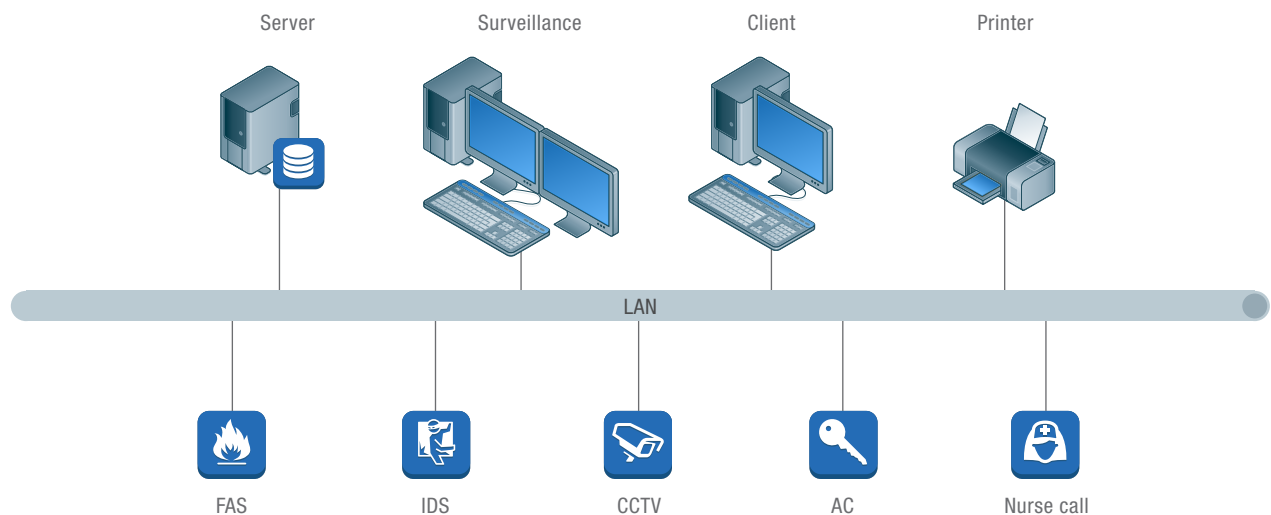 Server
Surveillance
Client
Printer
LAN
FAS
IDS
CCTV
AC
Nurse call